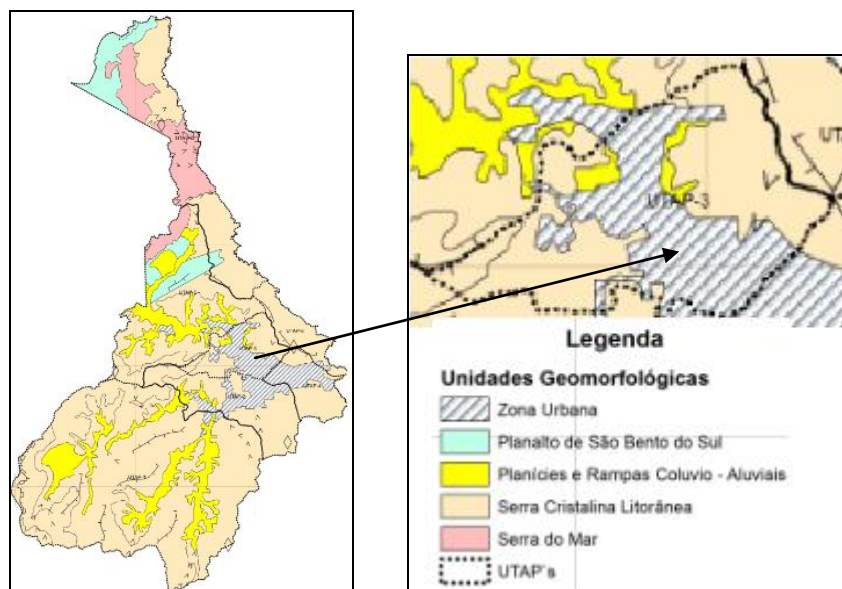 UTAP-3
Legenda
Unidades Geomorfológicas
Zona Urbana
Planalto de São Bento do Sul
Planícies e Rampas Coluvio - Aluviais
Serra Cristalina Litorânea
Serra do Mar
UTAP`s